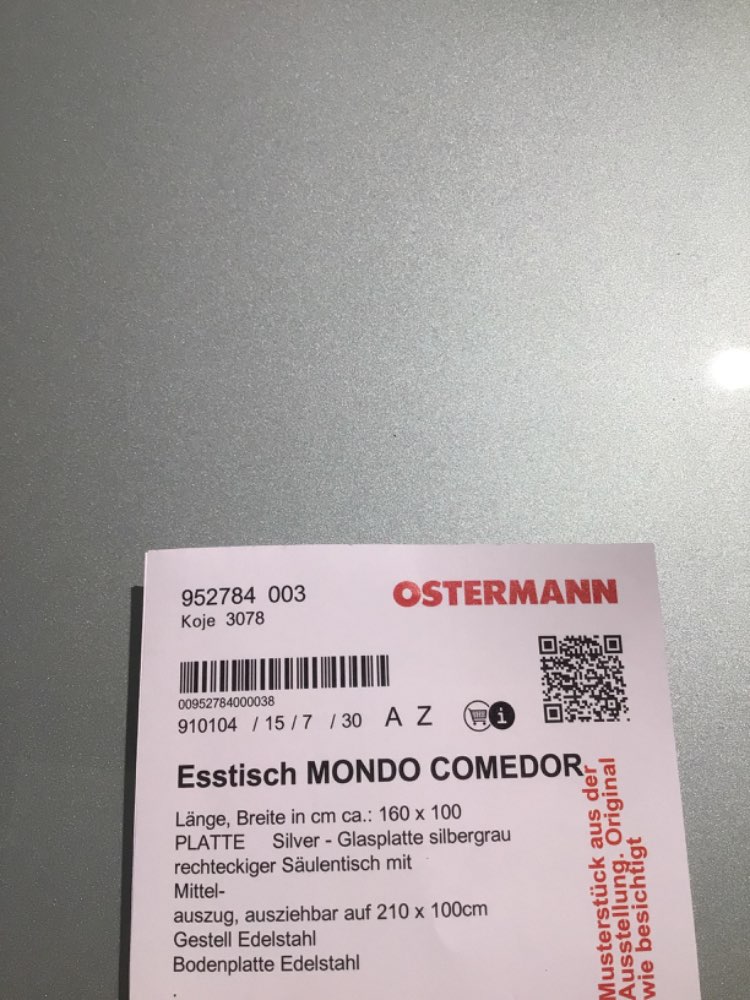 952784 003
OSTERMANN
Koje 3078
00952784000038
910104 / 15 / 7 / 30 A Z
i
Esstisch MONDO COMEDOR
Länge, Breite in cm ca.: 160 x 100
PLATTE Silver - Glasplatte silbergrau
rechteckiger Säulentisch mit
Mittel-
auszug, ausziehbar auf 210 x 100cm
Gestell Edelstahl
Bodenplatte Edelstahl
Musterstück aus der
Ausstellung. Original
wie besichtigt